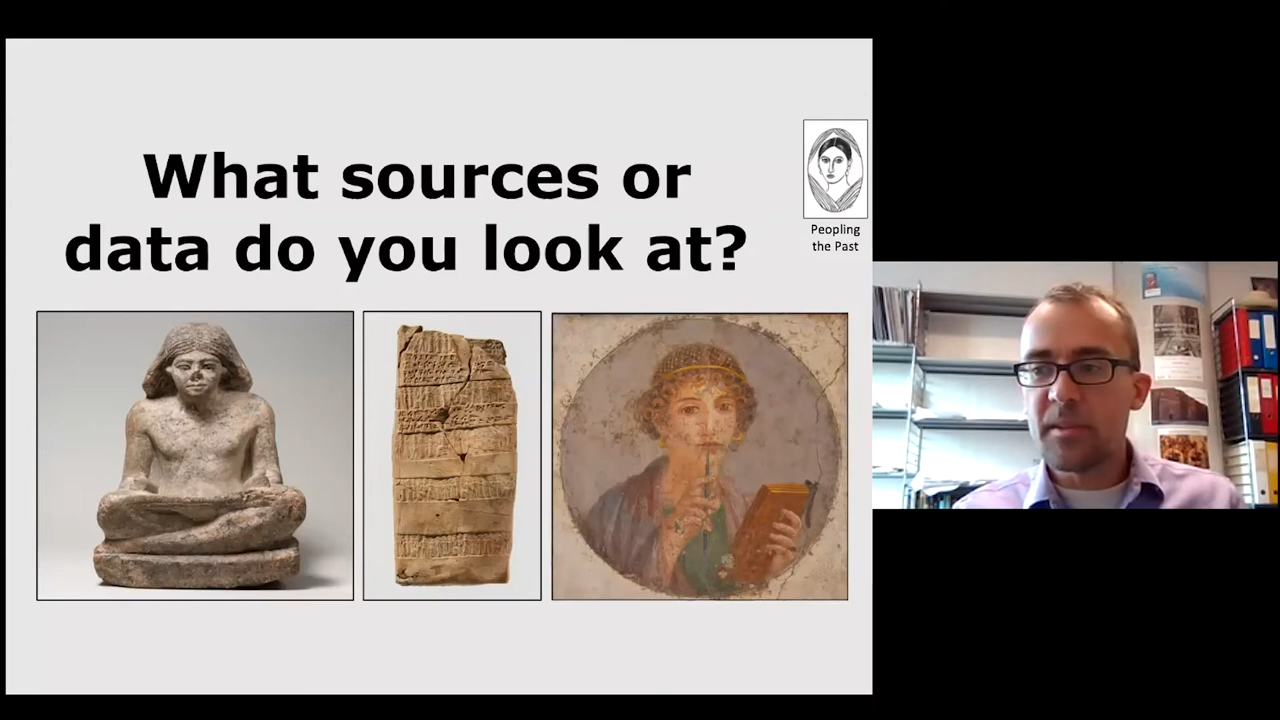 What sources or
data do you look at?
Peopling
the Past